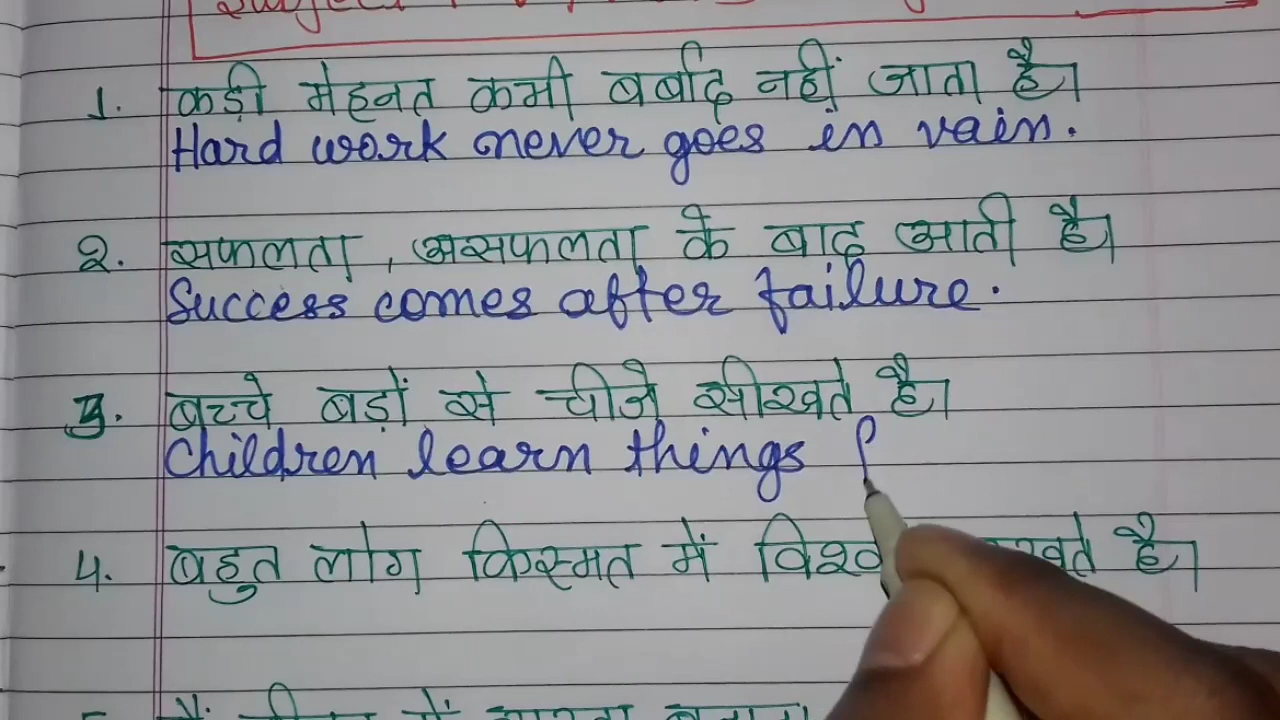 1. कड़ी मेहनत कभी बर्बाद नहीं जाता है।
Hard work never goes in vain.
2. सफलता, असफलता के बाद आती है।
Success comes after failure.
3. बच्चे बड़ों से चीजे सीखते है।
Children learn things f
4. बहुत लोग किस्मत में है।